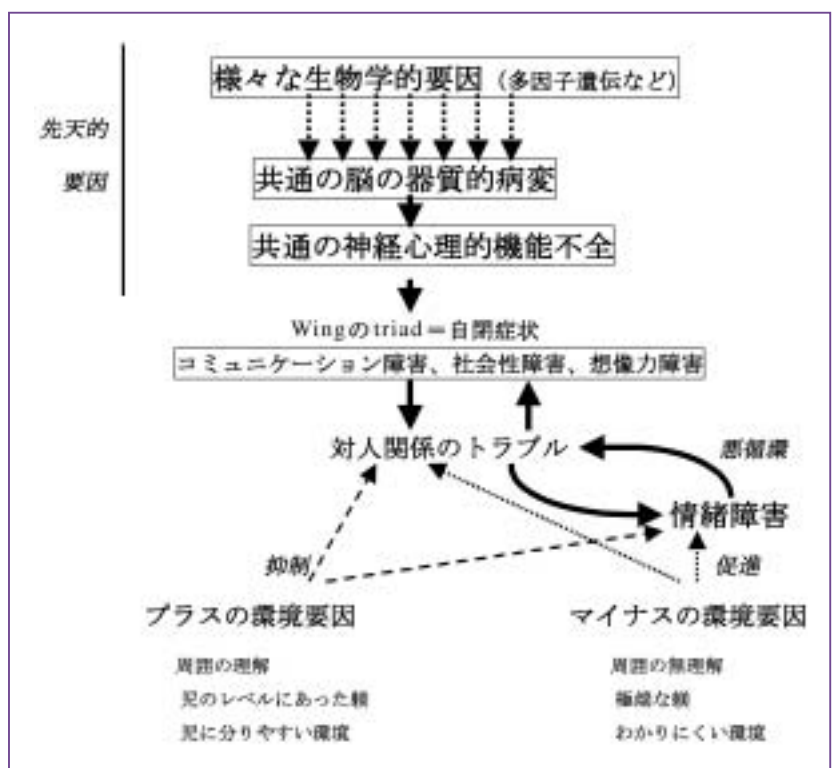 様々な生物学的要因（多因子遺伝など）
先天的
要因
共通の脳の器質的病変
共通の神経心理的機能不全
Wingのtriad＝自閉症状
コミュニケーション障害、社会性障害、想像力障害
対人関係のトラブル
悪循環
情緒障害
抑制
促進
プラスの環境要因
マイナスの環境要因
周囲の理解
周囲の無理解
児のレベルにあった躾
極端な躾
児に分りやすい環境
わかりにくい環境